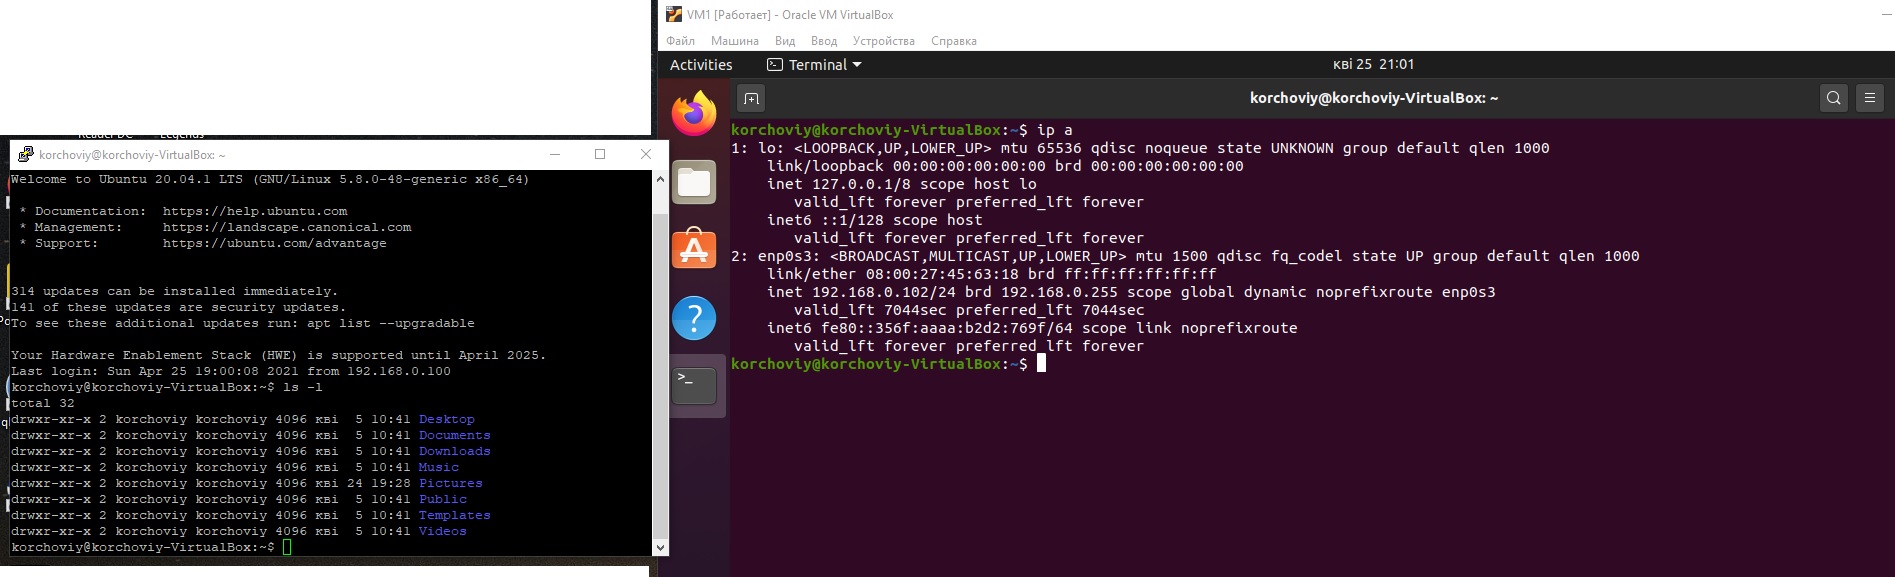 Reader DC Legends
korchoviy@korchoviy-VirtualBox: ~
Welcome to Ubuntu 20.04.1 LTS (GNU/Linux 5.8.0-48-generic x86_64)
* Documentation: https://help.ubuntu.com
* Management: https://landscape.canonical.com
* Support: https://ubuntu.com/advantage
314 updates can be installed immediately.
141 of these updates are security updates.
To see these additional updates run: apt list --upgradable
Your Hardware Enablement Stack (HWE) is supported until April 2025.
Last login: Sun Apr 25 19:00:08 2021 from 192.168.0.100
korchoviy@korchoviy-VirtualBox:~$ ls -l
total 32
drwxr-xr-x 2 korchoviy korchoviy 4096 кві  5 10:41 Desktop
drwxr-xr-x 2 korchoviy korchoviy 4096 кві  5 10:41 Documents
drwxr-xr-x 2 korchoviy korchoviy 4096 кві  5 10:41 Downloads
drwxr-xr-x 2 korchoviy korchoviy 4096 кві  5 10:41 Music
drwxr-xr-x 2 korchoviy korchoviy 4096 кві 24 19:28 Pictures
drwxr-xr-x 2 korchoviy korchoviy 4096 кві  5 10:41 Public
drwxr-xr-x 2 korchoviy korchoviy 4096 кві  5 10:41 Templates
drwxr-xr-x 2 korchoviy korchoviy 4096 кві  5 10:41 Videos
korchoviy@korchoviy-VirtualBox:~$
VM1 [Работает] - Oracle VM VirtualBox
Файл Машина Вид Ввод Устройства Справка
Activities Terminal кві 25 21:01
korchoviy@korchoviy-VirtualBox: ~
korchoviy@korchoviy-VirtualBox:~$ ip a
1: lo: <LOOPBACK,UP,LOWER_UP> mtu 65536 qdisc noqueue state UNKNOWN group default qlen 1000
link/loopback 00:00:00:00:00:00 brd 00:00:00:00:00:00
inet 127.0.0.1/8 scope host lo
valid_lft forever preferred_lft forever
inet6 ::1/128 scope host
valid_lft forever preferred_lft forever
2: enp0s3: <BROADCAST,MULTICAST,UP,LOWER_UP> mtu 1500 qdisc fq_codel state UP group default qlen 1000
link/ether 08:00:27:45:63:18 brd ff:ff:ff:ff:ff:ff
inet 192.168.0.102/24 brd 192.168.0.255 scope global dynamic noprefixroute enp0s3
valid_lft 7044sec preferred_lft 7044sec
inet6 fe80::356f:aaaa:b2d2:769f/64 scope link noprefixroute
valid_lft forever preferred_lft forever
korchoviy@korchoviy-VirtualBox:~$